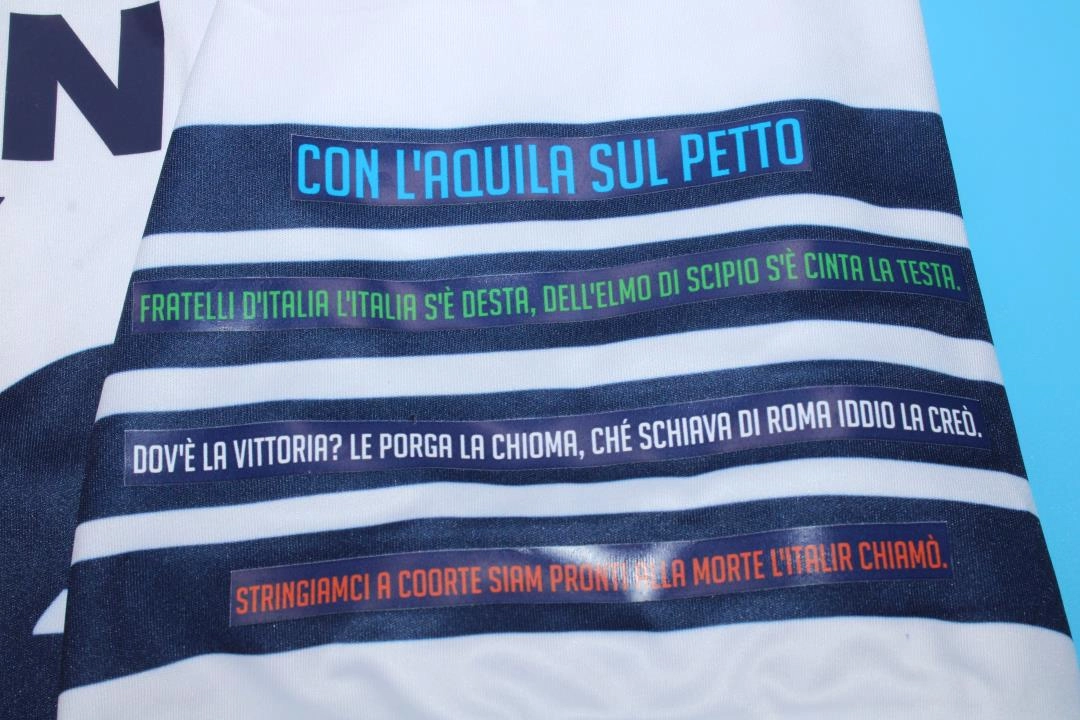 N
CON L'AQUILA SUL PETTO
FRATELLI D'ITALIA L'ITALIA S'È DESTA, DELL'ELMO DI SCIPIO S'È CINTA LA TESTA.
DOV'È LA VITTORIA? LE PORGA LA CHIOMA, CHÉ SCHIAVA DI ROMA IDDIO LA CREÒ.
STRINGIAMCI A COORTE SIAM PRONTI ALLA MORTE L'ITALIR CHIAMÒ.